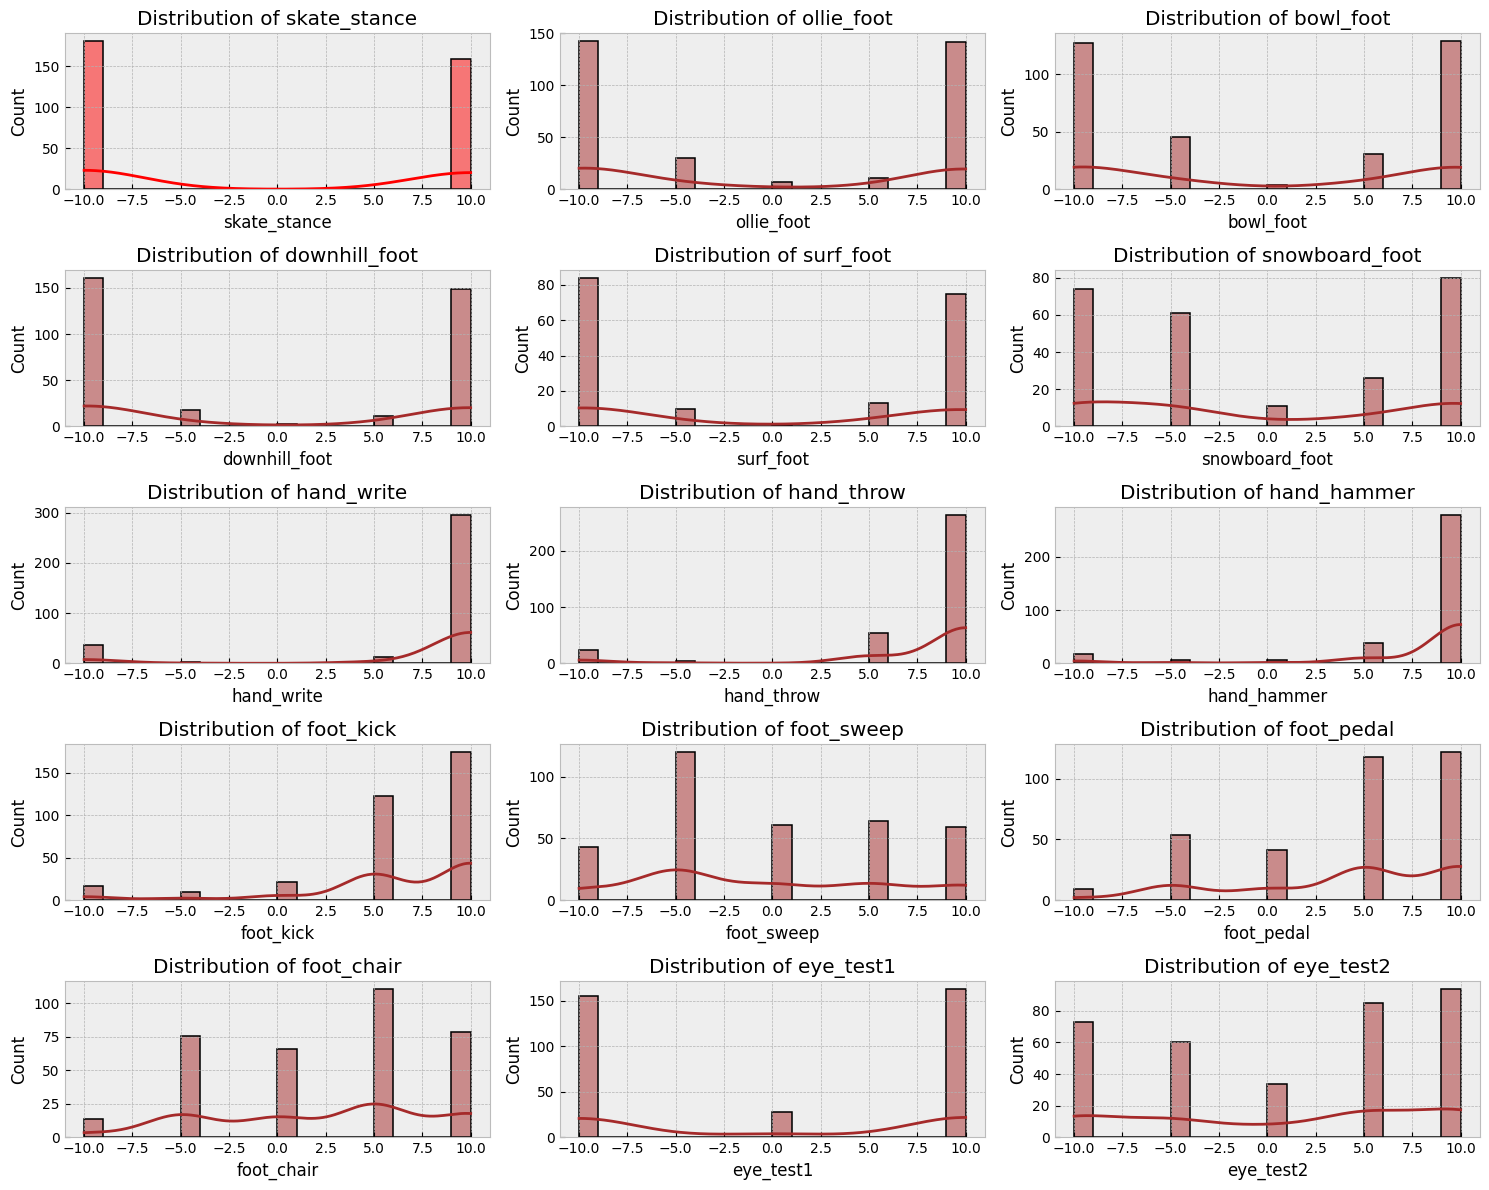 Distribution of skate_stance
Distribution of ollie_foot
Distribution of bowl_foot
Count
150
100
50
0
−10.0 −7.5 −5.0 −2.5 0.0 2.5 5.0 7.5 10.0
skate_stance
Count
150
100
50
0
−10.0 −7.5 −5.0 −2.5 0.0 2.5 5.0 7.5 10.0
ollie_foot
Count
100
50
0
−10.0 −7.5 −5.0 −2.5 0.0 2.5 5.0 7.5 10.0
bowl_foot
Distribution of downhill_foot
Distribution of surf_foot
Distribution of snowboard_foot
Count
150
100
50
0
−10.0 −7.5 −5.0 −2.5 0.0 2.5 5.0 7.5 10.0
downhill_foot
Count
80
60
40
20
0
−10.0 −7.5 −5.0 −2.5 0.0 2.5 5.0 7.5 10.0
surf_foot
Count
80
60
40
20
0
−10.0 −7.5 −5.0 −2.5 0.0 2.5 5.0 7.5 10.0
snowboard_foot
Distribution of hand_write
Distribution of hand_throw
Distribution of hand_hammer
Count
300
200
100
0
−10.0 −7.5 −5.0 −2.5 0.0 2.5 5.0 7.5 10.0
hand_write
Count
200
100
0
−10.0 −7.5 −5.0 −2.5 0.0 2.5 5.0 7.5 10.0
hand_throw
Count
200
100
0
−10.0 −7.5 −5.0 −2.5 0.0 2.5 5.0 7.5 10.0
hand_hammer
Distribution of foot_kick
Distribution of foot_sweep
Distribution of foot_pedal
Count
150
100
50
0
−10.0 −7.5 −5.0 −2.5 0.0 2.5 5.0 7.5 10.0
foot_kick
Count
100
50
0
−10.0 −7.5 −5.0 −2.5 0.0 2.5 5.0 7.5 10.0
foot_sweep
Count
100
50
0
−10.0 −7.5 −5.0 −2.5 0.0 2.5 5.0 7.5 10.0
foot_pedal
Distribution of foot_chair
Distribution of eye_test1
Distribution of eye_test2
Count
100
75
50
25
0
−10.0 −7.5 −5.0 −2.5 0.0 2.5 5.0 7.5 10.0
foot_chair
Count
150
100
50
0
−10.0 −7.5 −5.0 −2.5 0.0 2.5 5.0 7.5 10.0
eye_test1
Count
80
60
40
20
0
−10.0 −7.5 −5.0 −2.5 0.0 2.5 5.0 7.5 10.0
eye_test2